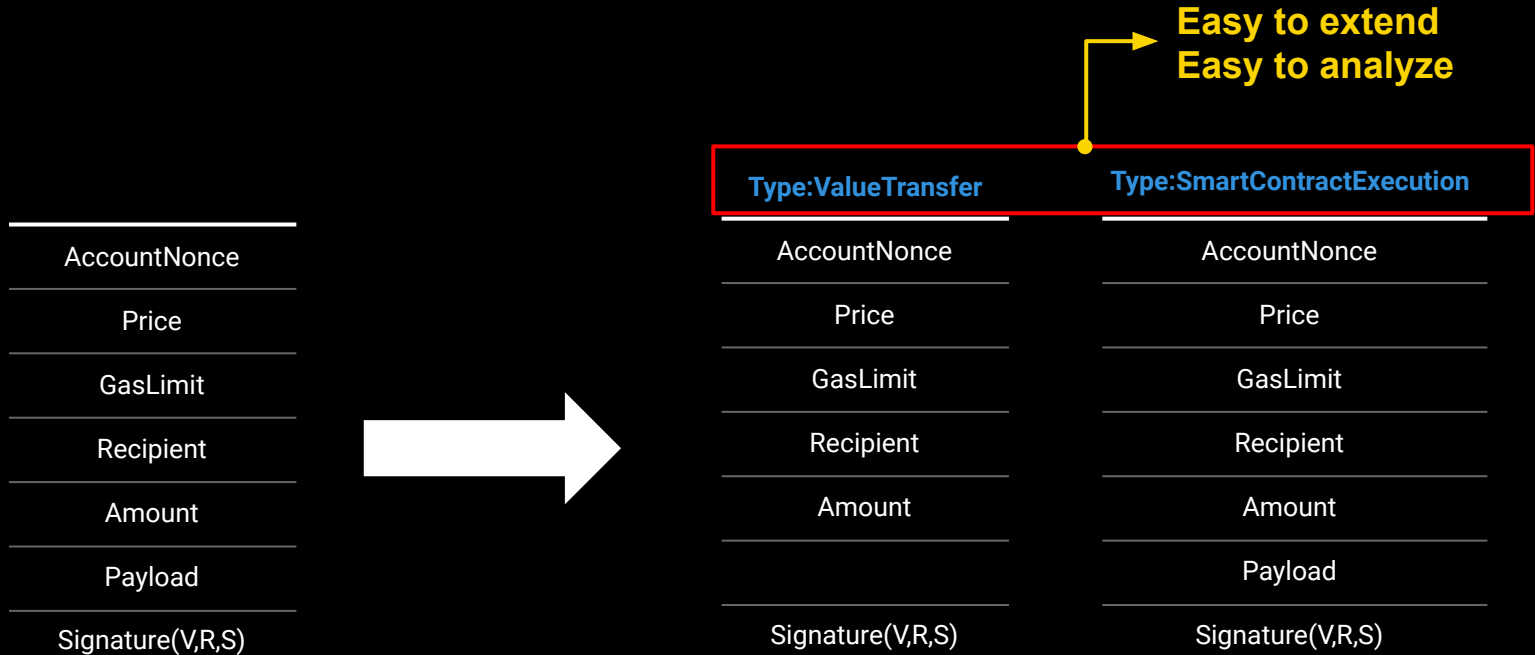 Easy to extend
Easy to analyze
Type:ValueTransfer
Type:SmartContractExecution
AccountNonce
Price
GasLimit
Recipient
Amount
Payload
Signature(V,R,S)
AccountNonce
Price
GasLimit
Recipient
Amount
Signature(V,R,S)
AccountNonce
Price
GasLimit
Recipient
Amount
Payload
Signature(V,R,S)